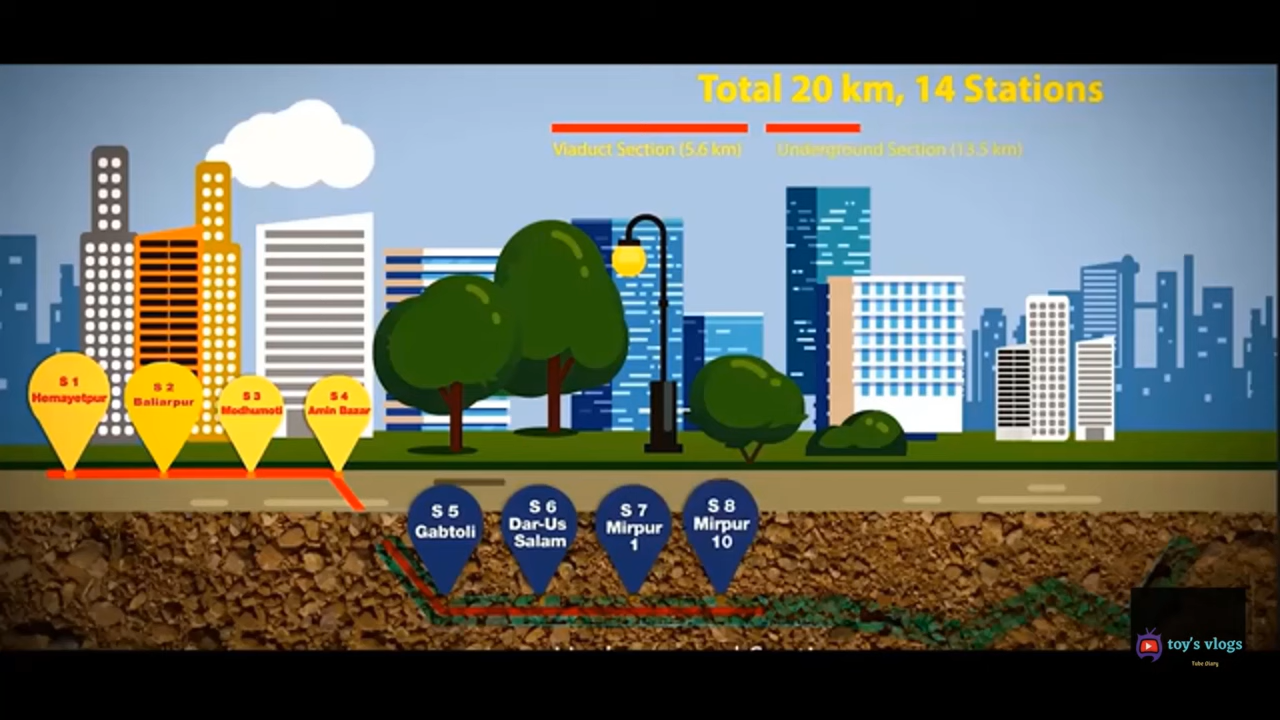 Total 20 km, 14 Stations
Viaduct Section (5.6 km)
Underground Section (13.5 km)
S 1
Hemayetpur
S 2
Baliarpur
S 3
Modhumoti
S 4
Amin Bazar
S 5
Gabtoli
S 6
Dar-Us
Salam
S 7
Mirpur
1
S 8
Mirpur
10
toy's vlogs
Tube Diary